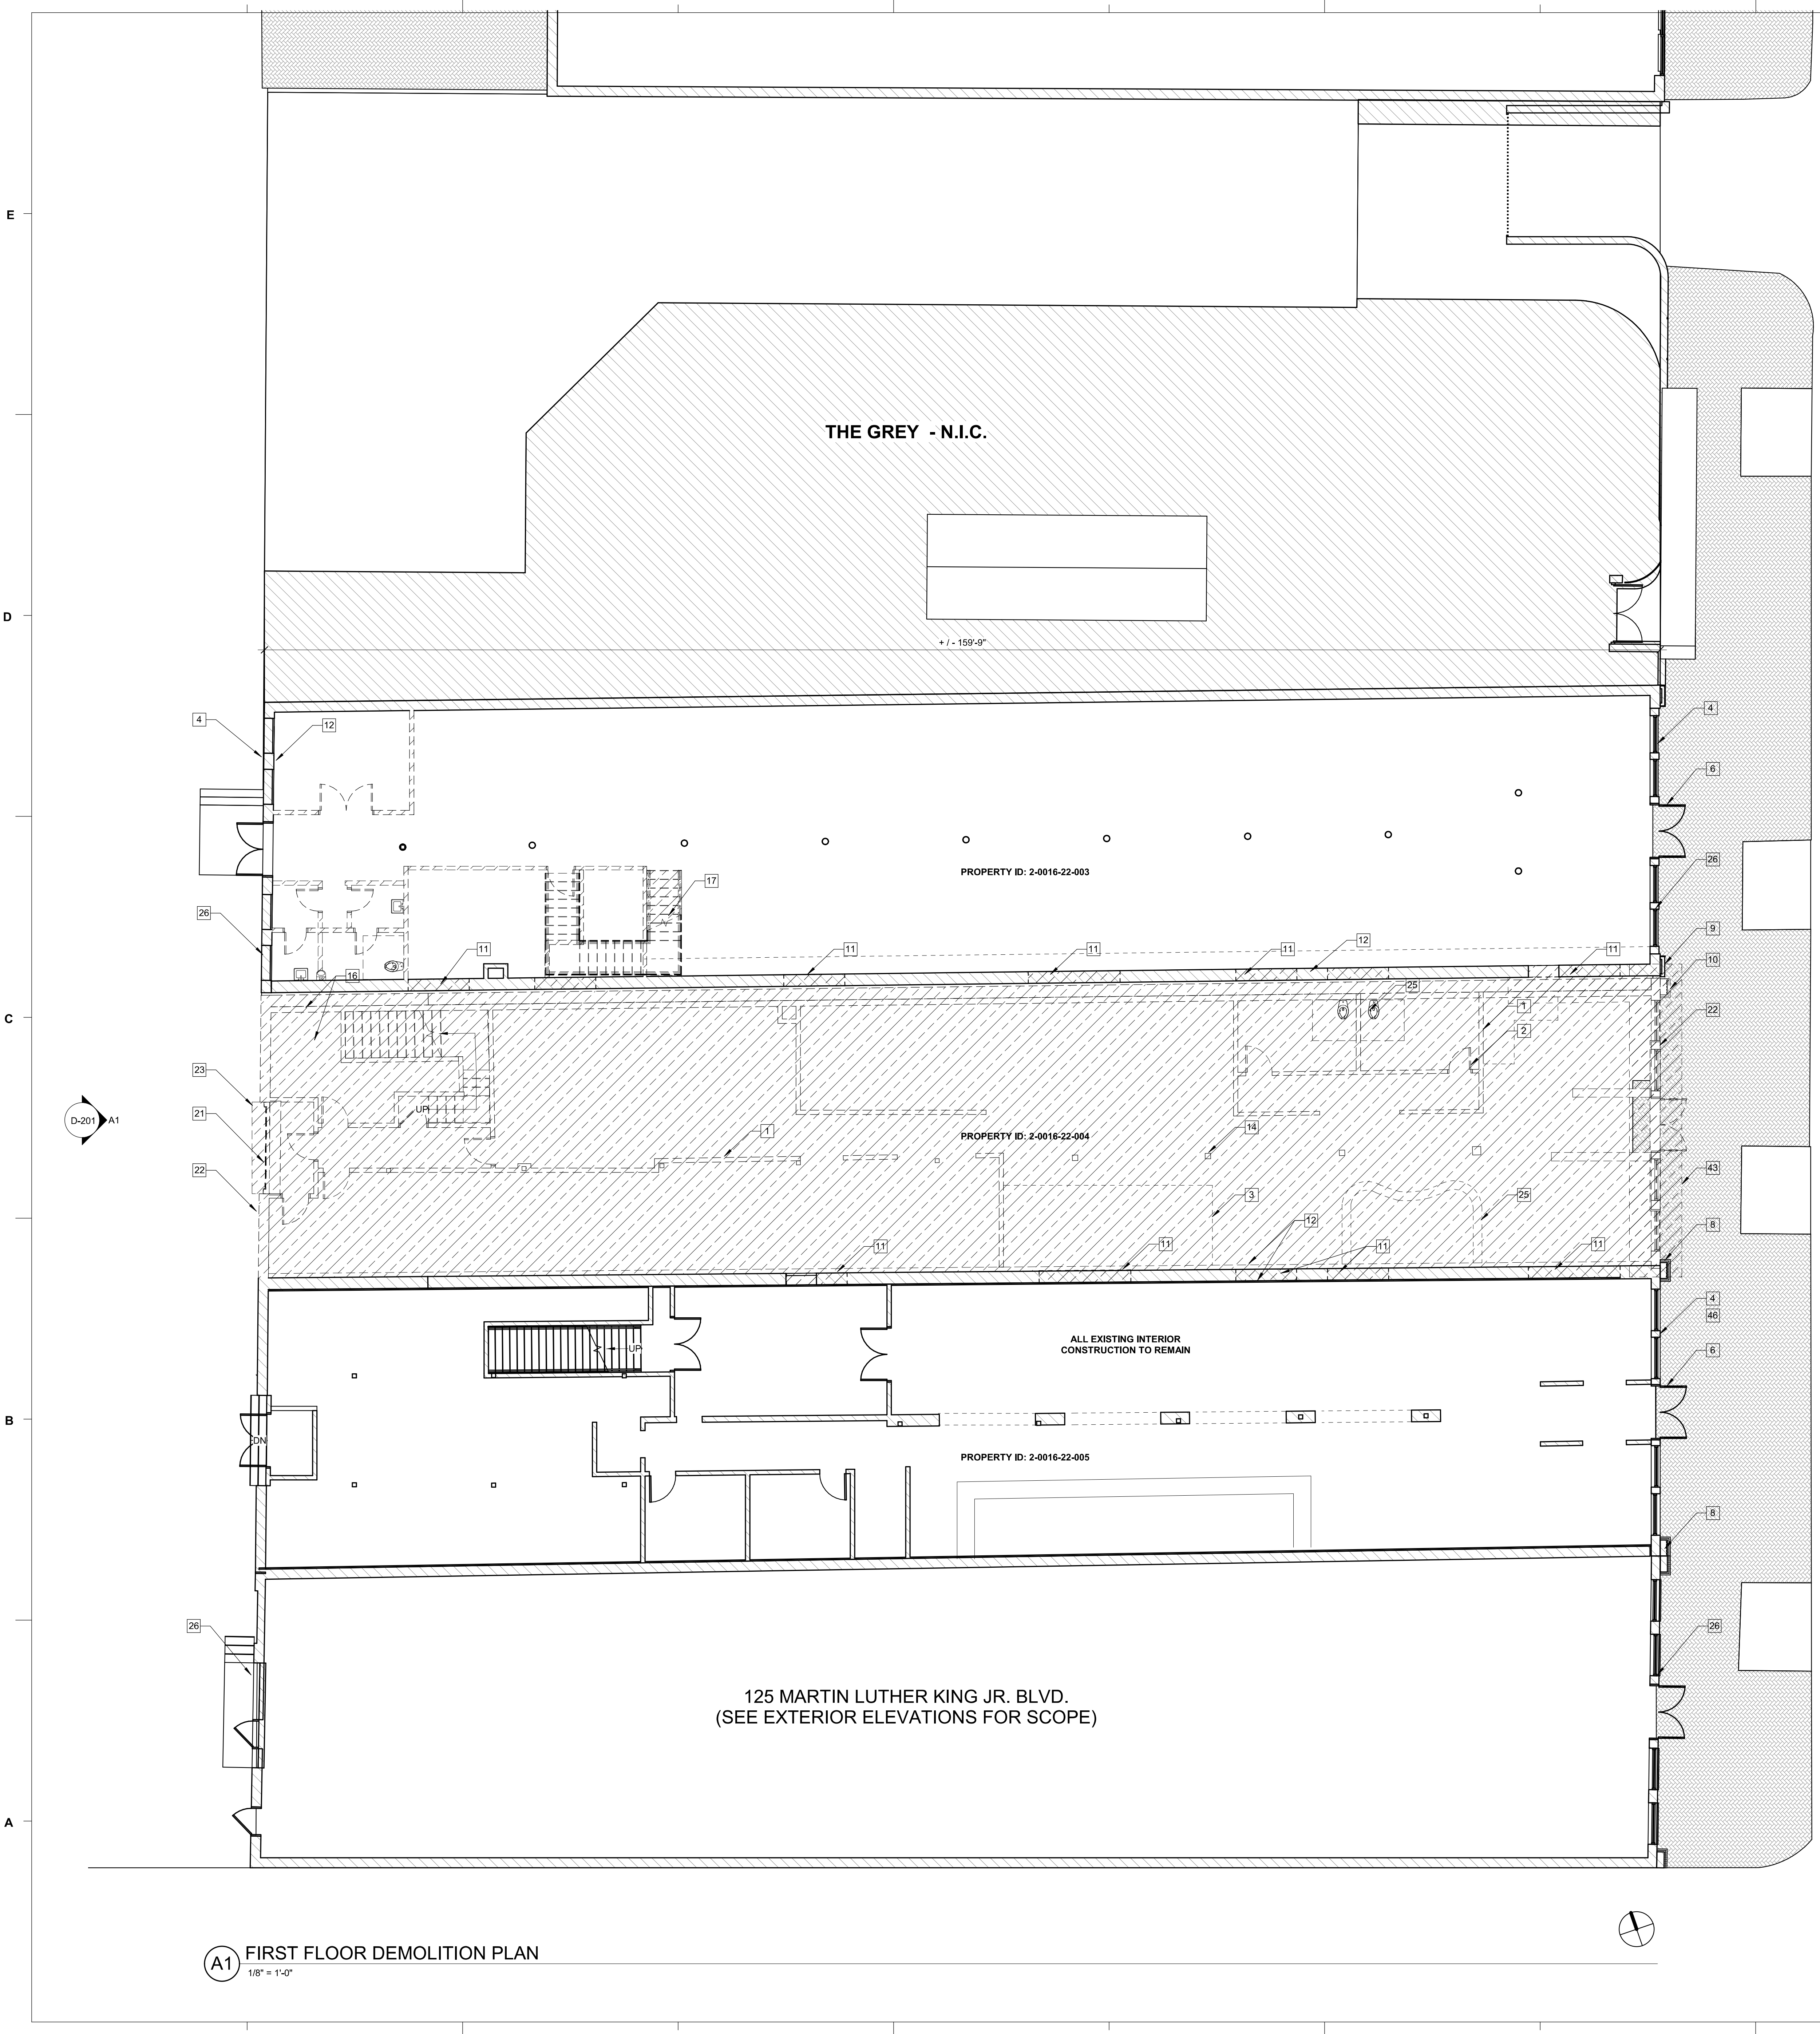 E
THE GREY - N.I.C.
D
+ / - 159'-9"
4
12
4
6
PROPERTY ID: 2-0016-22-003
26
17
26
9
11
11
11
11
12
11
10
16
25
1
C
22
2
23
D-201
A1
21
UP
1
PROPERTY ID: 2-0016-22-004
14
22
43
3
25
12
8
11
11
11
11
4
46
ALL EXISTING INTERIOR
CONSTRUCTION TO REMAIN
UP
6
B
DN
PROPERTY ID: 2-0016-22-005
8
26
26
125 MARTIN LUTHER KING JR. BLVD.
(SEE EXTERIOR ELEVATIONS FOR SCOPE)
A
A1
FIRST FLOOR DEMOLITION PLAN
1/8" = 1'-0"